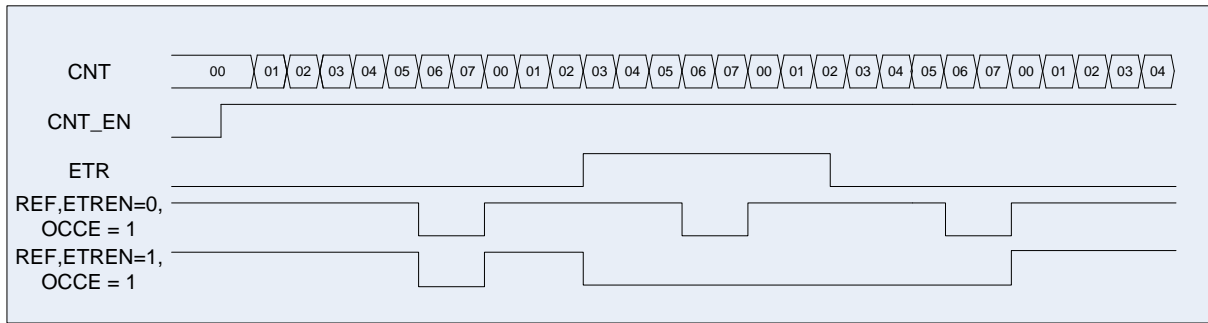 CNT 00 01 02 03 04 05 06 07 00 01 02 03 04 05 06 07 00 01 02 03 04 05 06 07 00 01 02 03 04
CNT_EN
ETR
REF,ETREN=0,
OCCE = 1
REF,ETREN=1,
OCCE = 1